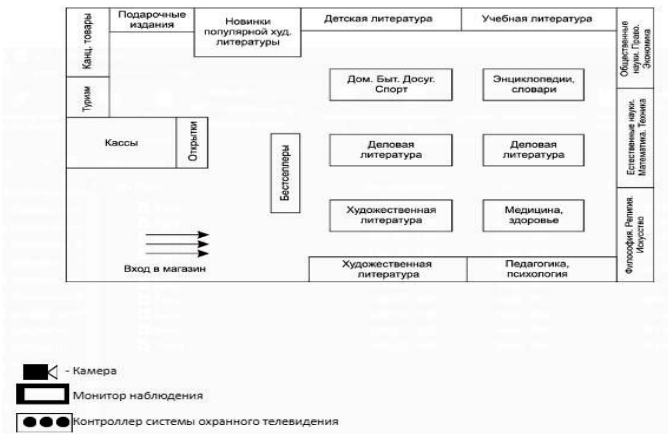 Канц. товары
Подарочные
издания
Новинки
популярной худ.
литературы
Детская литература
Учебная литература
Общественные
науки. Право.
Экономика
Туризм
Дом. Быт. Досуг.
Спорт
Энциклопедии,
словари
Кассы
Открытки
Бестселлеры
Деловая
литература
Деловая
литература
Естественные науки.
Математика. Техника
Художественная
литература
Медицина,
здоровье
Философия. Религия.
Искусство
Вход в магазин
Художественная
литература
Педагогика,
психология
- Камера
Монитор наблюдения
Контроллер системы охранного телевидения